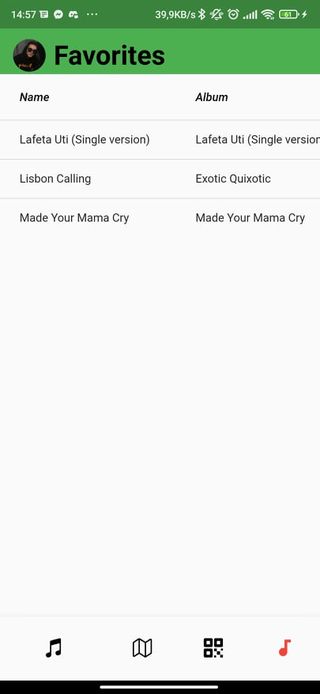 14:57 39,9KB/s 61
Favorites
Name Album
Lafeta Uti (Single version) Lafeta Uti (Single version
Lisbon Calling Exotic Quixotic
Made Your Mama Cry Made Your Mama Cry